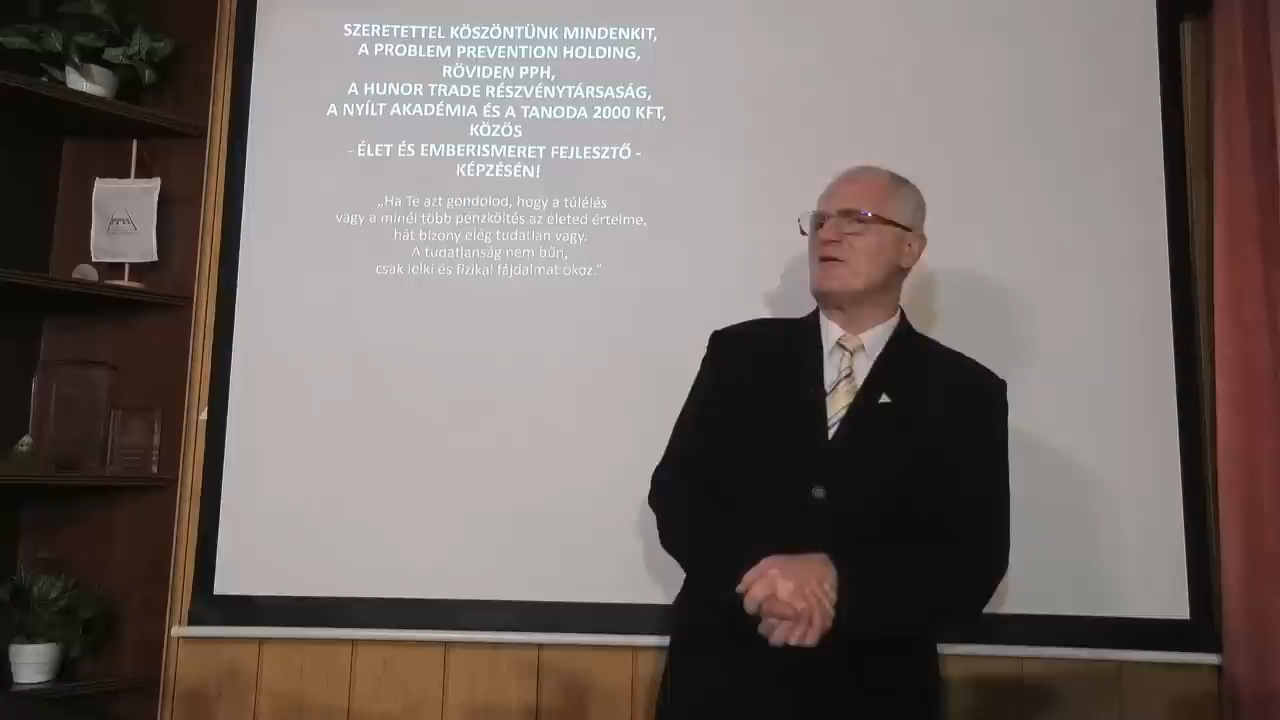 SZERETETTEL KÖSZÖNTÜNK MINDENKIT,
A PROBLEM PREVENTION HOLDING,
RÖVIDEN PPH,
A HUNOR TRADE RÉSZVÉNYTÁRSASÁG,
A NYÍLT AKADÉMIA ÉS A TANODA 2000 KFT,
KÖZÖS
- ÉLET ÉS EMBERISMERET FEJLESZTŐ -
KÉPZÉSÉN!
„Ha Te azt gondolod, hogy a túlélés
vagy a minél több pénzköltés az életed értelme,
hát bizony elég tudatlan vagy.
A tudatlanság nem bűn,
csak lelki és fizikai fájdalmat okoz."